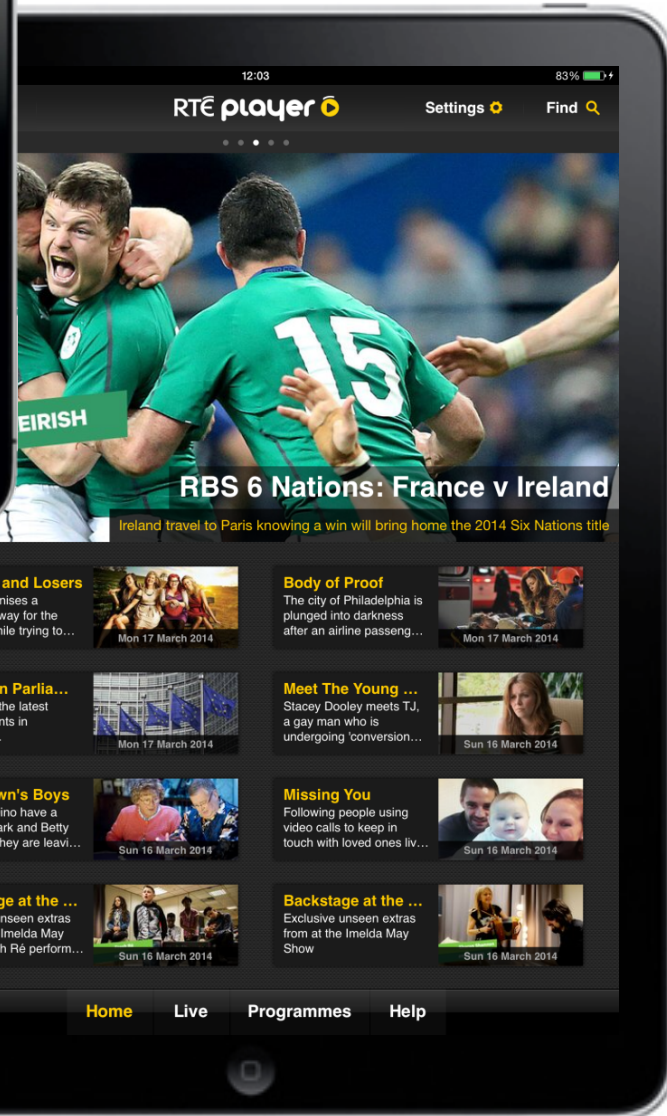 12:03
83%
RTÉ player
Settings
Find
15
EIRISH
RBS 6 Nations: France v Ireland
Ireland travel to Paris knowing a win will bring home the 2014 Six Nations title
and Losers
nises a
way for the
nile trying to…
Mon 17 March 2014
Body of Proof
The city of Philadelphia is
plunged into darkness
after an airline passeng…
Mon 17 March 2014
n Parlia…
the latest
nts in
Mon 17 March 2014
Meet The Young …
Stacey Dooley meets TJ,
a gay man who is
undergoing 'conversion…
Sun 16 March 2014
wn's Boys
ino have a
ark and Betty
hey are leavi…
Sun 16 March 2014
Missing You
Following people using
video calls to keep in
touch with loved ones liv…
Sun 16 March 2014
ge at the …
nseen extras
Imelda May
h Ré perform…
Sun 16 March 2014
Backstage at the …
Exclusive unseen extras
from at the Imelda May
Show
Sun 16 March 2014
Home
Live
Programmes
Help